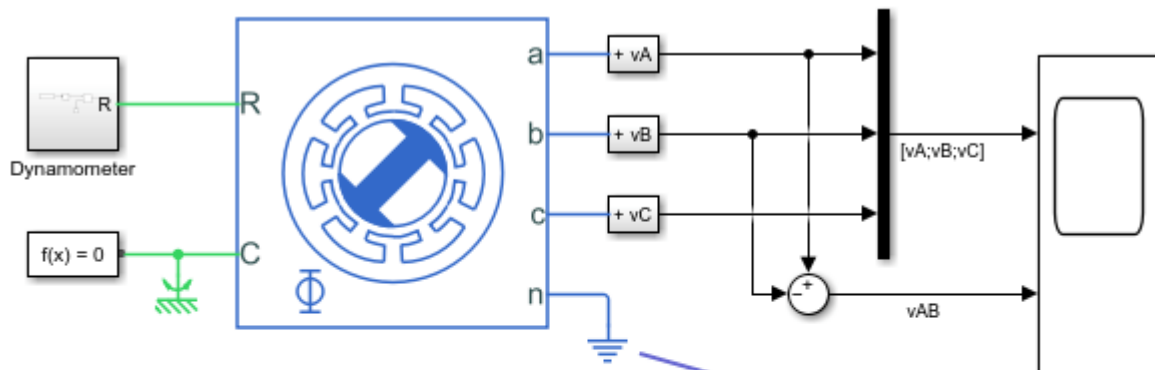 a
+ vA
R
R
b
+ vB
[vA;vB;vC]
Dynamometer
c
+ vC
f(x) = 0
C
Φ
n
+
−
vAB